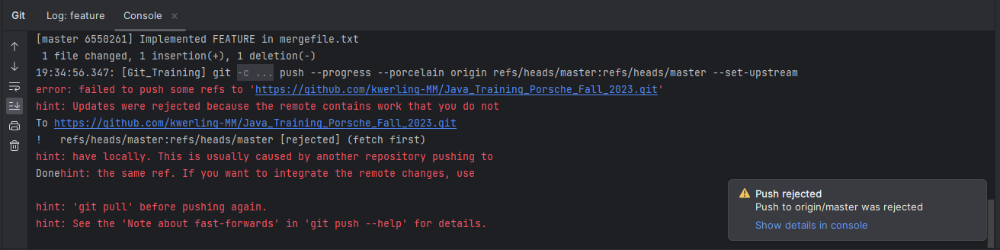 Git
Log: feature
Console
[master 6550261] Implemented FEATURE in mergefile.txt
1 file changed, 1 insertion(+), 1 deletion(-)
19:34:56.347: [Git_Training] git -c ... push --progress --porcelain origin refs/heads/master:refs/heads/master --set-upstream
error: failed to push some refs to 'https://github.com/kwerling-MM/Java_Training_Porsche_Fall_2023.git'
hint: Updates were rejected because the remote contains work that you do not
To https://github.com/kwerling-MM/Java_Training_Porsche_Fall_2023.git
!   refs/heads/master:refs/heads/master [rejected] (fetch first)
hint: have locally. This is usually caused by another repository pushing to
Donehint: the same ref. If you want to integrate the remote changes, use
hint: 'git pull' before pushing again.
hint: See the 'Note about fast-forwards' in 'git push --help' for details.
Push rejected
Push to origin/master was rejected
Show details in console